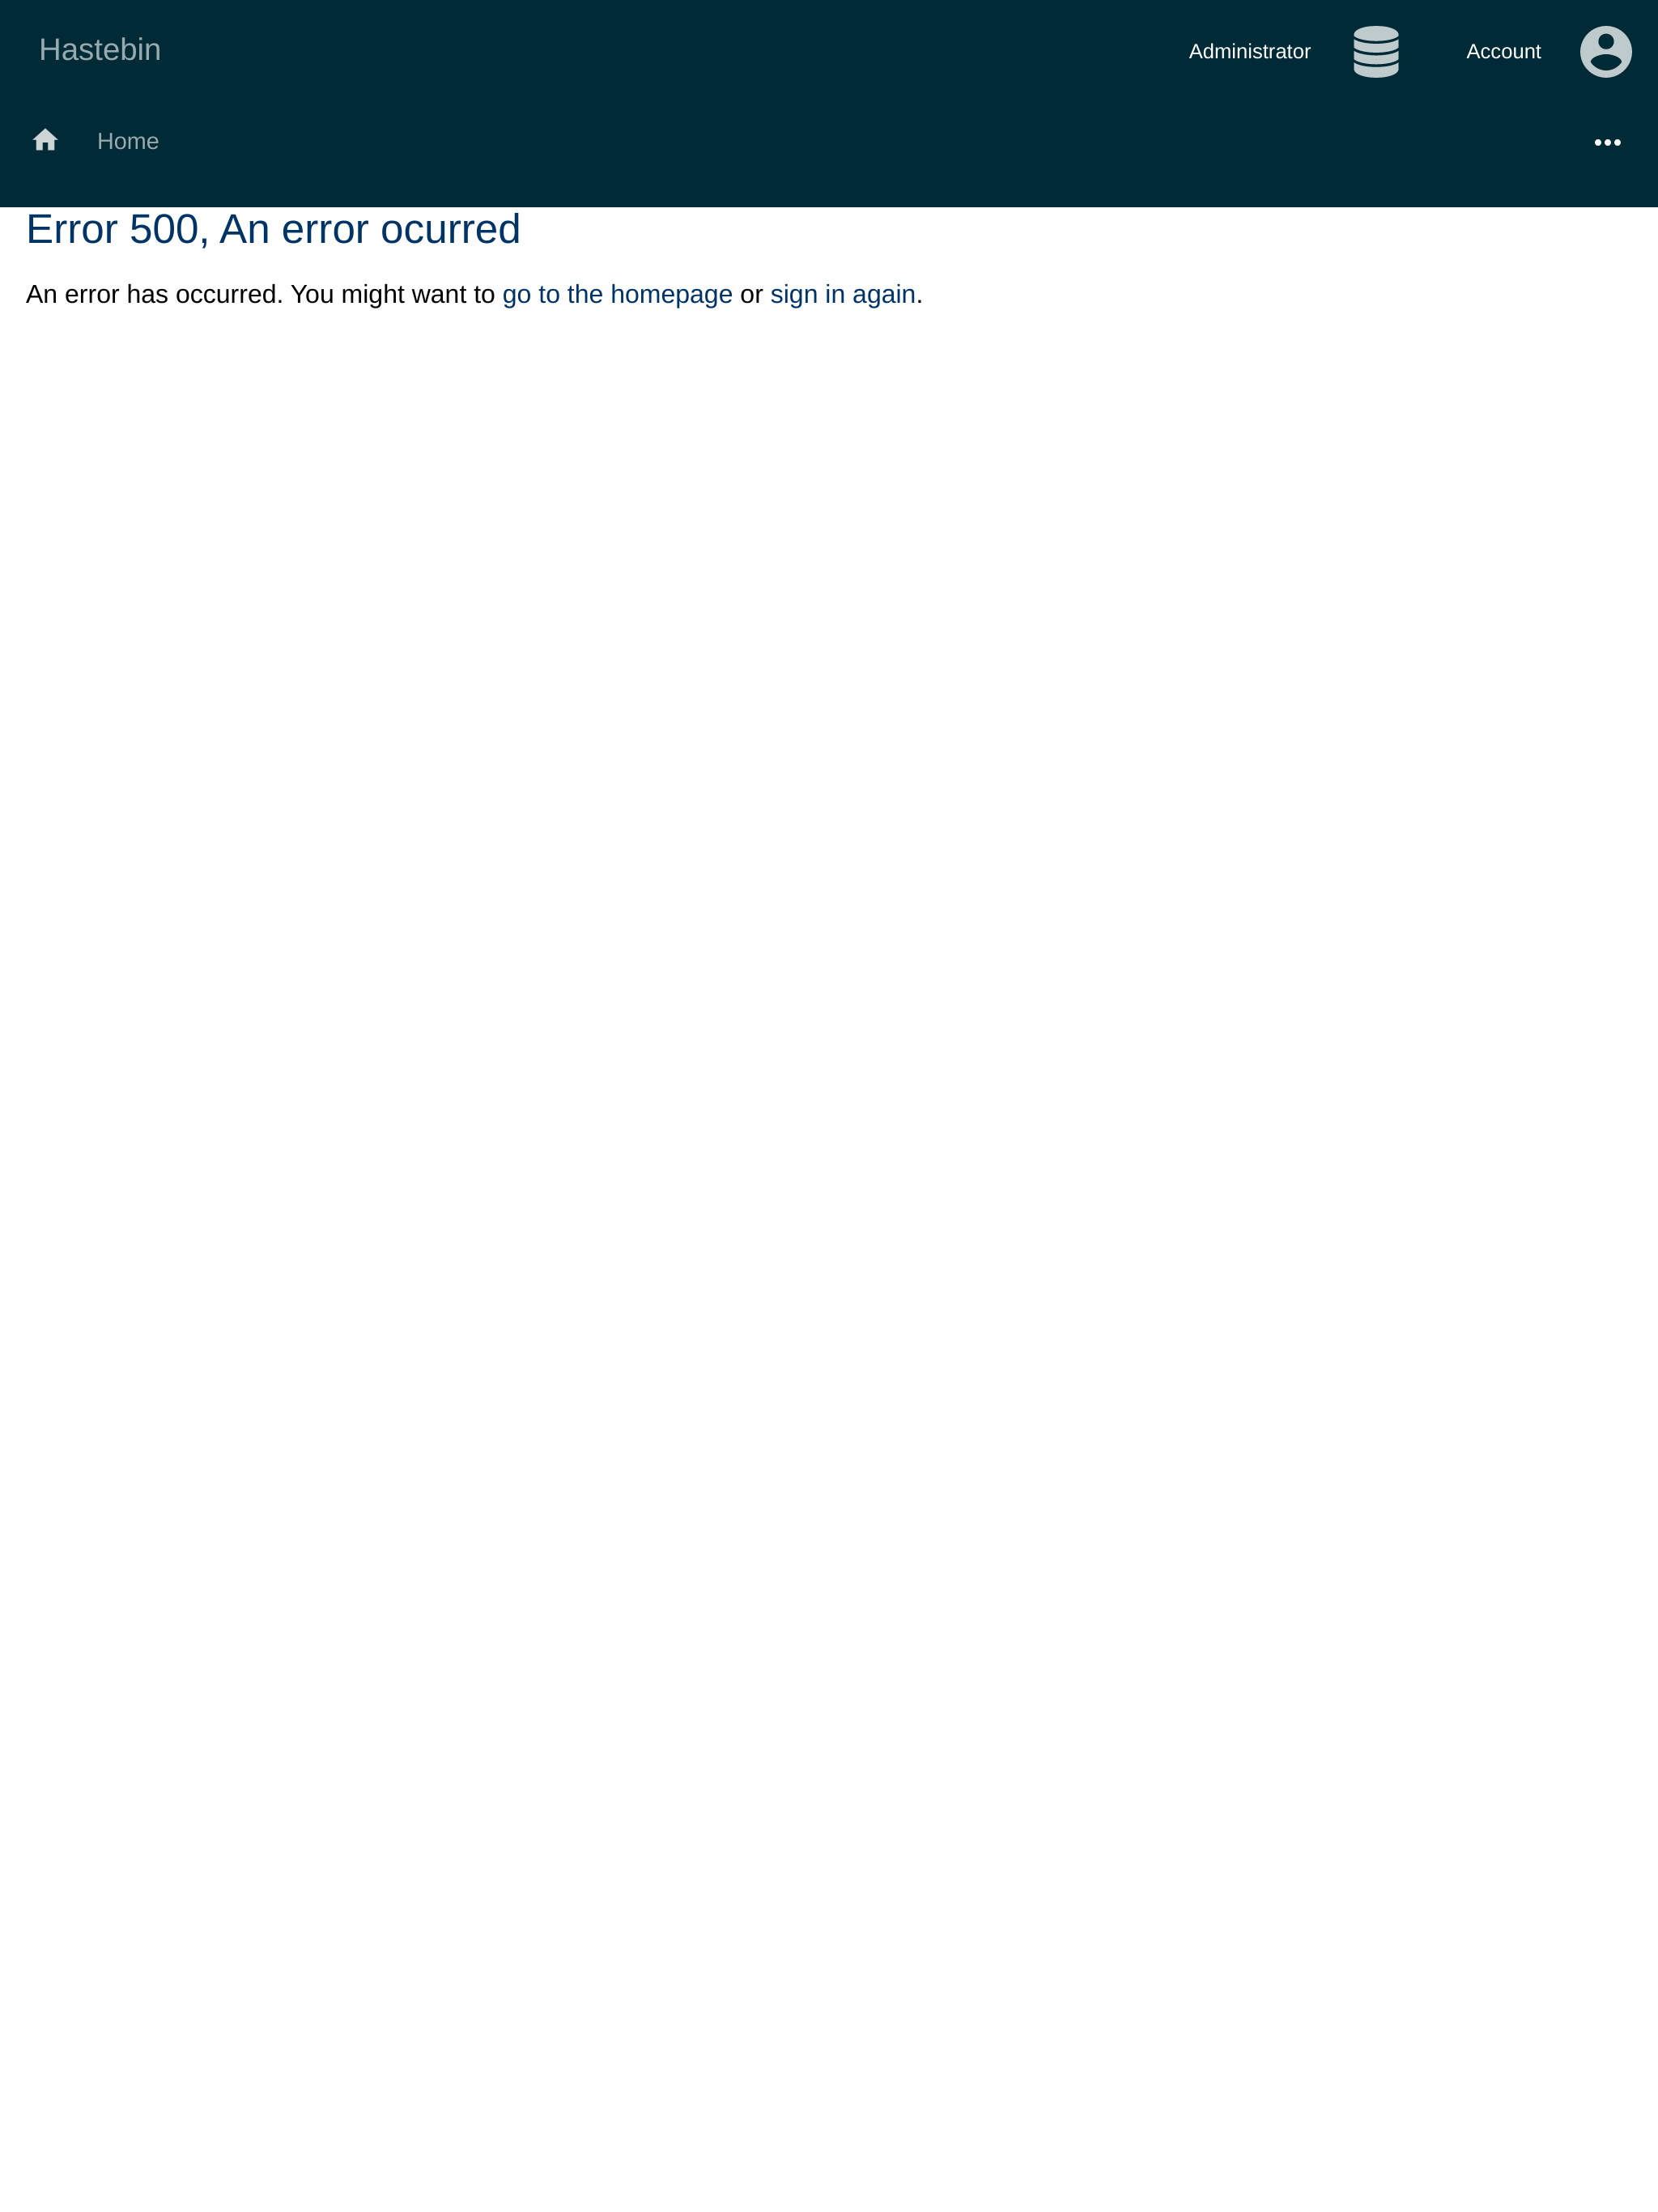 Hastebin
Administrator
Account
Home
Error 500, An error ocurred
An error has occurred. You might want to go to the homepage or sign in again.